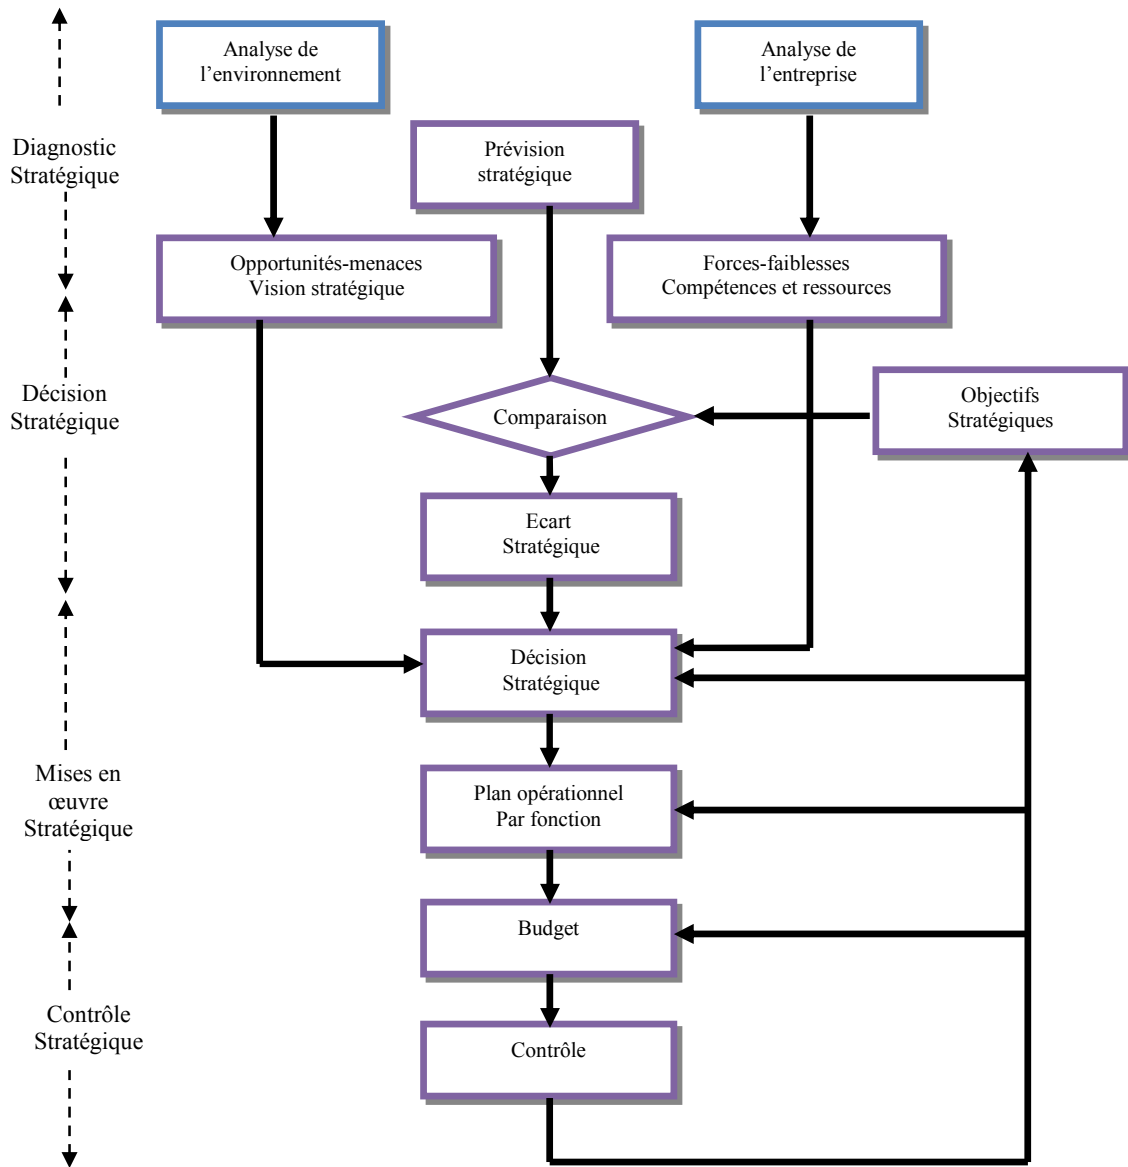 Analyse de
l’environnement
Analyse de
l’entreprise
Diagnostic
Stratégique
Prévision
stratégique
Opportunités-menaces
Vision stratégique
Forces-faiblesses
Compétences et ressources
Décision
Stratégique
Comparaison
Objectifs
Stratégiques
Ecart
Stratégique
Décision
Stratégique
Mises en
œuvre
Stratégique
Plan opérationnel
Par fonction
Budget
Contrôle
Stratégique
Contrôle